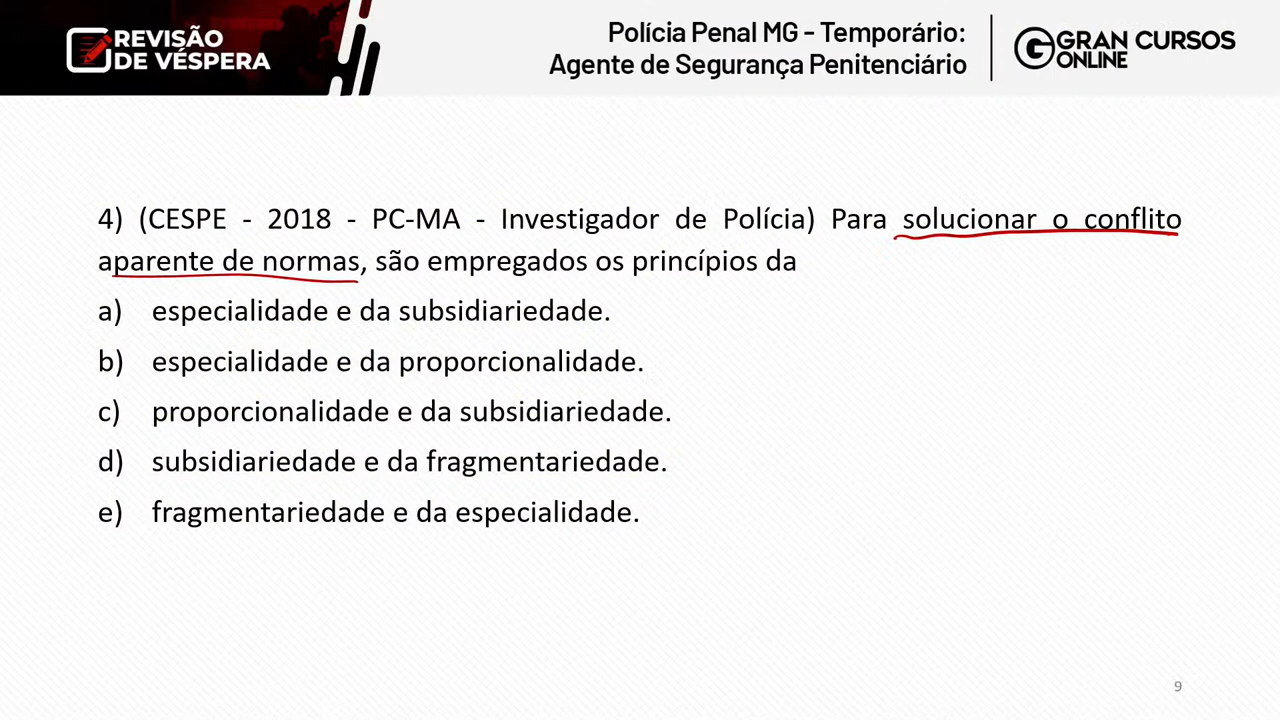 REVISÃO
DE VÉSPERA
Polícia Penal MG - Temporário:
Agente de Segurança Penitenciário
GRAN CURSOS
ONLINE
4) (CESPE - 2018 - PC-MA - Investigador de Polícia) Para solucionar o conflito
aparente de normas, são empregados os princípios da
a) especialidade e da subsidiariedade.
b) especialidade e da proporcionalidade.
c) proporcionalidade e da subsidiariedade.
d) subsidiariedade e da fragmentariedade.
e) fragmentariedade e da especialidade.
9